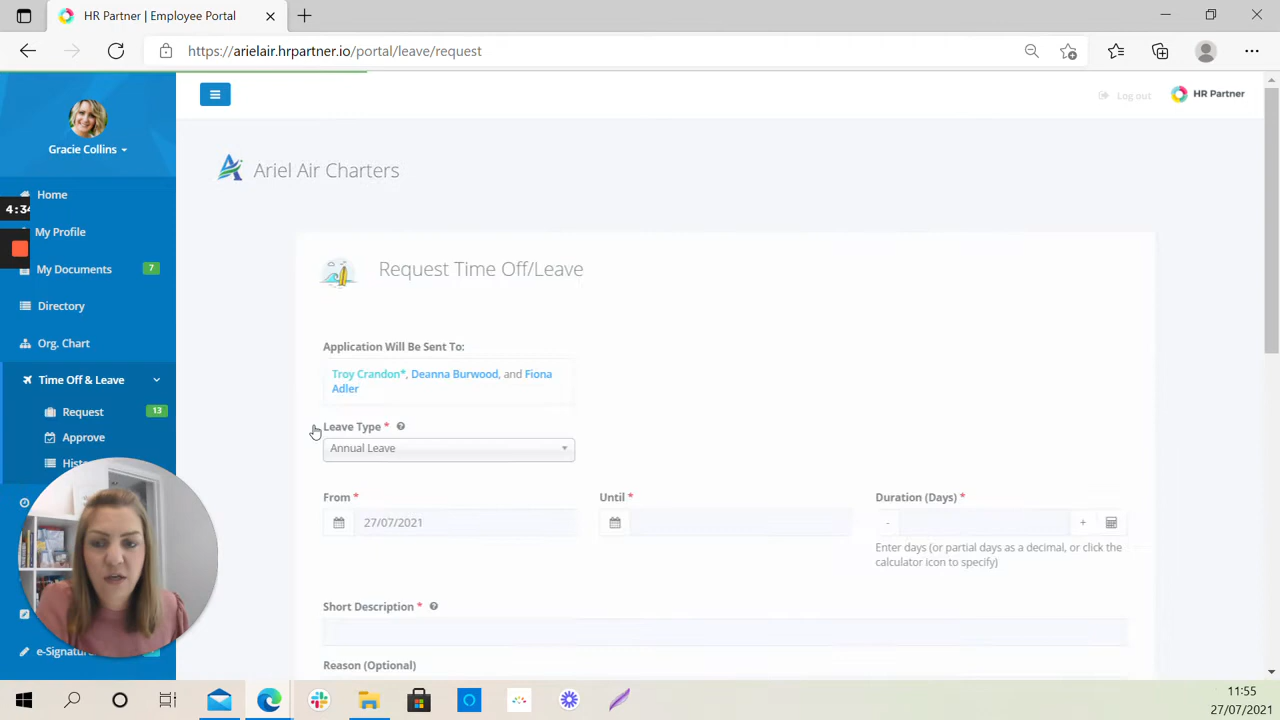 HR Partner | Employee Portal
https://arielair.hrpartner.io/portal/leave/request
Gracie Collins
Log out
HR Partner
Ariel Air Charters
Home
4:34
My Profile
My Documents 7
Directory
Org. Chart
Time Off & Leave
Request 13
Approve
e-Signatu
Request Time Off/Leave
Application Will Be Sent To:
Troy Crandon*, Deanna Burwood, and Fiona
Adler
Leave Type *
Annual Leave
From *
Until *
Duration (Days) *
27/07/2021
- +
Enter days (or partial days as a decimal, or click the
calculator icon to specify)
Short Description *
Reason (Optional)
11:55
27/07/2021